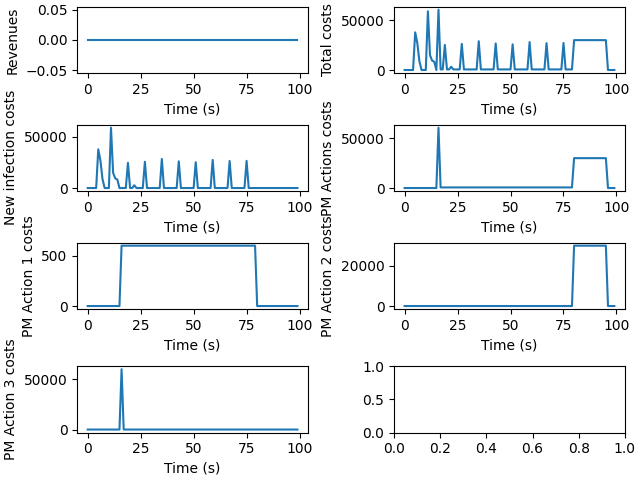 Revenues
0.05
0.00
−0.05
0 25 50 75 100
Time (s)
Total costs
50000
0
0 25 50 75 100
Time (s)
New infection costs
50000
0
0 25 50 75 100
Time (s)
PM Actions costs
50000
0
0 25 50 75 100
Time (s)
PM Action 1 costs
500
0
0 25 50 75 100
Time (s)
PM Action 2 costs
20000
0
0 25 50 75 100
Time (s)
PM Action 3 costs
50000
0
0 25 50 75 100
Time (s)
1.0
0.5
0.0
0.0 0.2 0.4 0.6 0.8 1.0